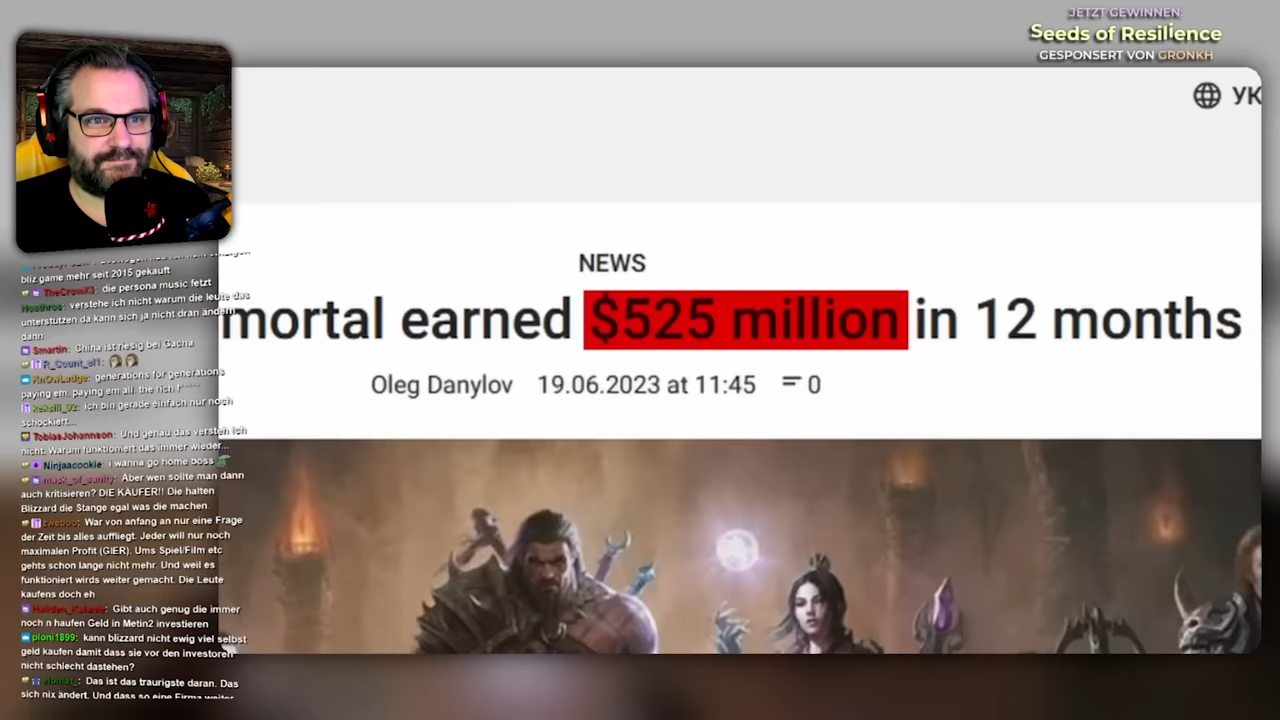 JETZT GEWINNEN:
Seeds of Resilience
GESPONSERT VON GRONKH
УК
NEWS
mortal earned $525 million in 12 months
Oleg Danylov 19.06.2023 at 11:45 0
bliz game mehr seit 2015 gekauft
TheCrowX3: die persona music fetzt
Noathros: verstehe ich nicht warum die leute das
unterstützen da kann sich ja nicht dran ändern
dann.
Smartin: China ist riesig bei Gacha
R_Count_el1:
KnOwLedge: generations for generations
paying em. paying em all. the rich f*****
keksili_02: Ich bin gerade einfach nur noch
schockiert...
TobiasJohannson: Und genau das versteh ich
nicht. Warum funktioniert das immer wieder...
Ninjaacookie: i wanna go home boss
mask_of_sanity: Aber wen sollte man dann
auch kritisieren? DIE KÄUFER!! Die halten
Blizzard die Stange egal was die machen.
zweboo: War von anfang an nur eine Frage
der Zeit bis alles auffliegt. Jeder will nur noch
maximalen Profit (GIER). Ums Spiel/Film etc
gehts schon lange nicht mehr. Und weil es
funktioniert wirds weiter gemacht. Die Leute
kaufens doch eh
Gibt auch genug die immer
noch n haufen Geld in Metin2 investieren
ploni1899: kann blizzard nicht ewig viel selbst
geld kaufen damit dass sie vor den investoren
nicht schlecht dastehen?
Das ist das traurigste daran. Das
sich nix ändert. Und dass so eine Firma weiter